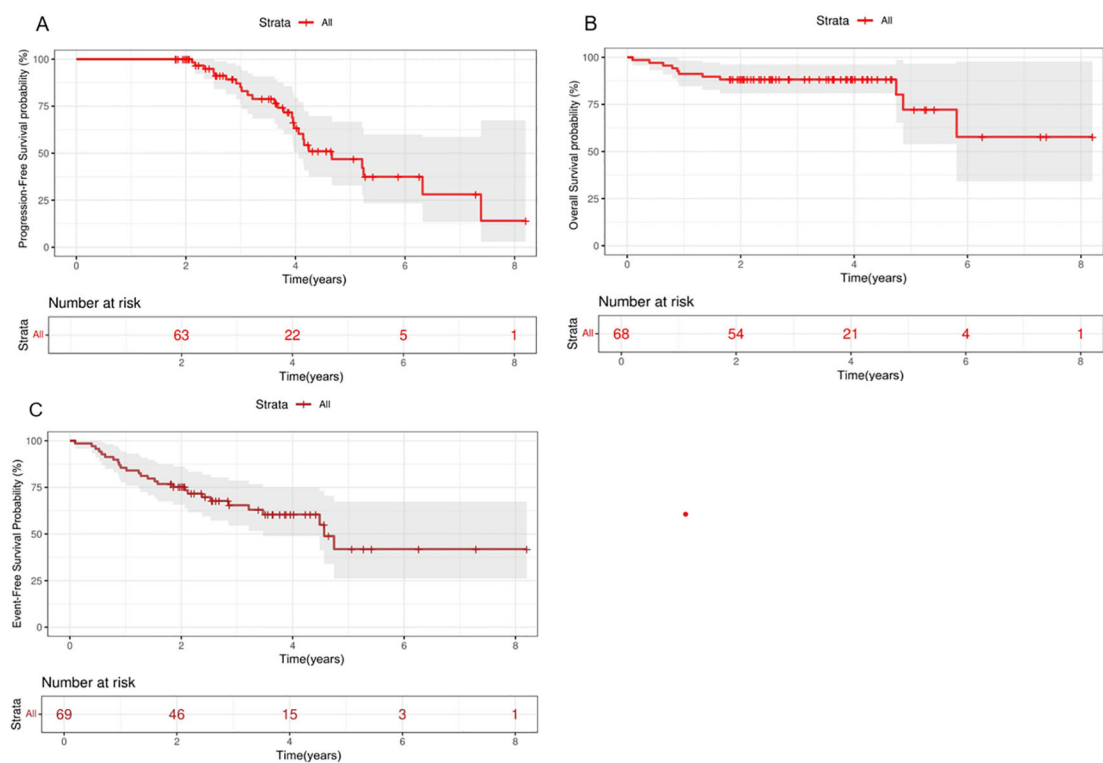 A
Strata All
Progression-Free Survival probability (%)
100
75
50
25
0
0 2 4 6 8
Time(years)
Number at risk
Strata
All 63 22 5 1
2 4 6 8
Time(years)
B
Strata All
Overall Survival probability (%)
100
75
50
25
0
0 2 4 6 8
Time(years)
Number at risk
Strata
All 68 54 21 4 1
0 2 4 6 8
Time(years)
C
Strata All
Event-Free Survival Probability (%)
100
75
50
25
0
0 2 4 6 8
Time(years)
Number at risk
Strata
All 69 46 15 3 1
0 2 4 6 8
Time(years)